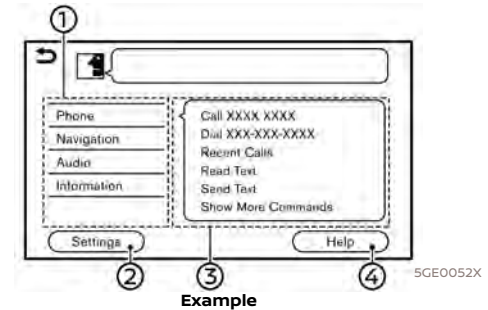 ①
Phone
Navigation
Audio
Information
Call XXXX XXXX
Dial XXX-XXX-XXXX
Recent Calls
Read Text
Send Text
Show More Commands
Settings
Help
② ③ ④
5GE0052X
Example